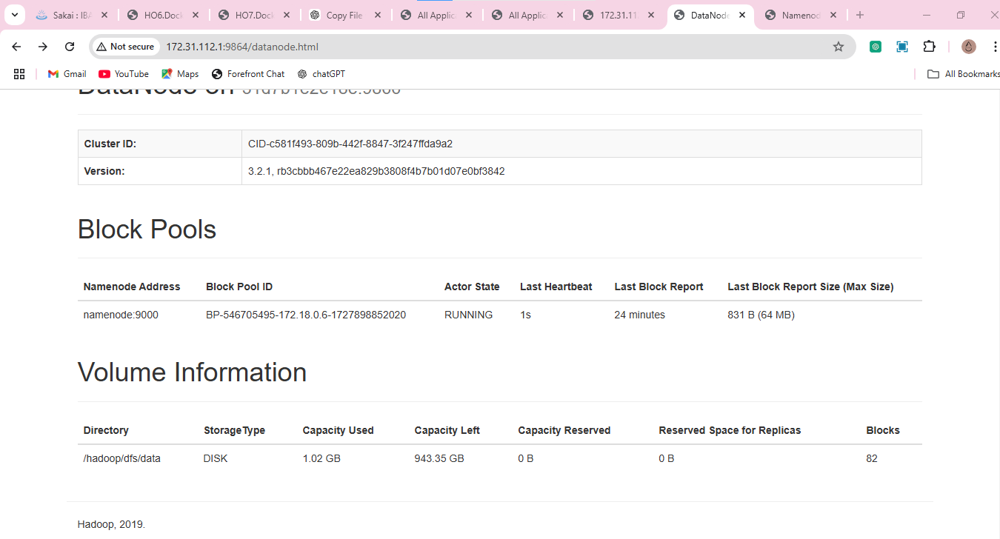 Sakai : IBA
HO6.Dock
HO7.Dock
Copy File
All Applic
All Applic
172.31.11
DataNode
Namenod
Not secure 172.31.112.1:9864/datanode.html
Gmail YouTube Maps Forefront Chat chatGPT All Bookmarks
DataNode on
Cluster ID: CID-c581f493-809b-442f-8847-3f247ffda9a2
Version: 3.2.1, rb3cbbb467e22ea829b3808f4b7b01d07e0bf3842
Block Pools
Namenode Address Block Pool ID Actor State Last Heartbeat Last Block Report Last Block Report Size (Max Size)
namenode:9000 BP-546705495-172.18.0.6-1727898852020 RUNNING 1s 24 minutes 831 B (64 MB)
Volume Information
Directory StorageType Capacity Used Capacity Left Capacity Reserved Reserved Space for Replicas Blocks
/hadoop/dfs/data DISK 1.02 GB 943.35 GB 0 B 0 B 82
Hadoop, 2019.